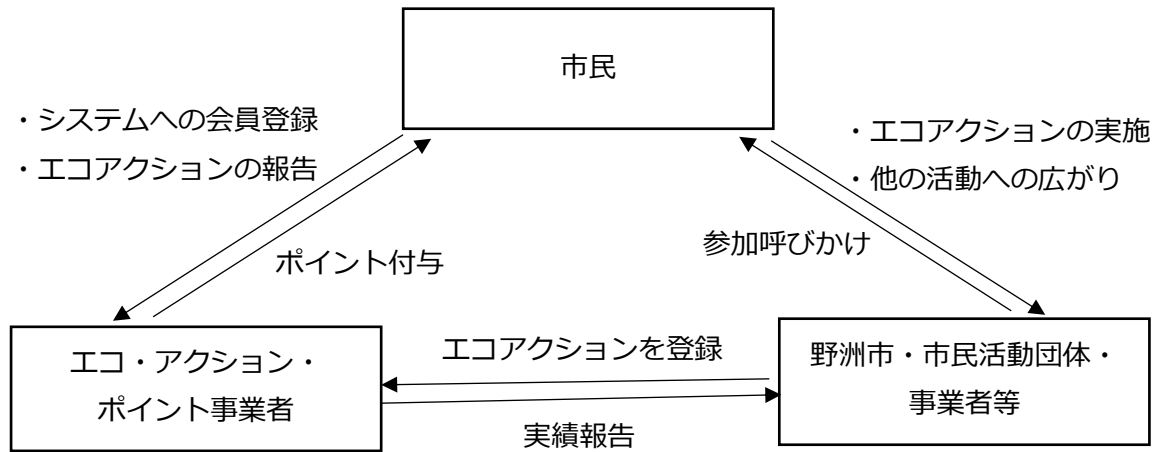 市民
・システムへの会員登録
・エコアクションの報告
・エコアクションの実施
・他の活動への広がり
ポイント付与
参加呼びかけ
エコ・アクション・
ポイント事業者
エコアクションを登録
実績報告
野洲市・市民活動団体・
事業者等